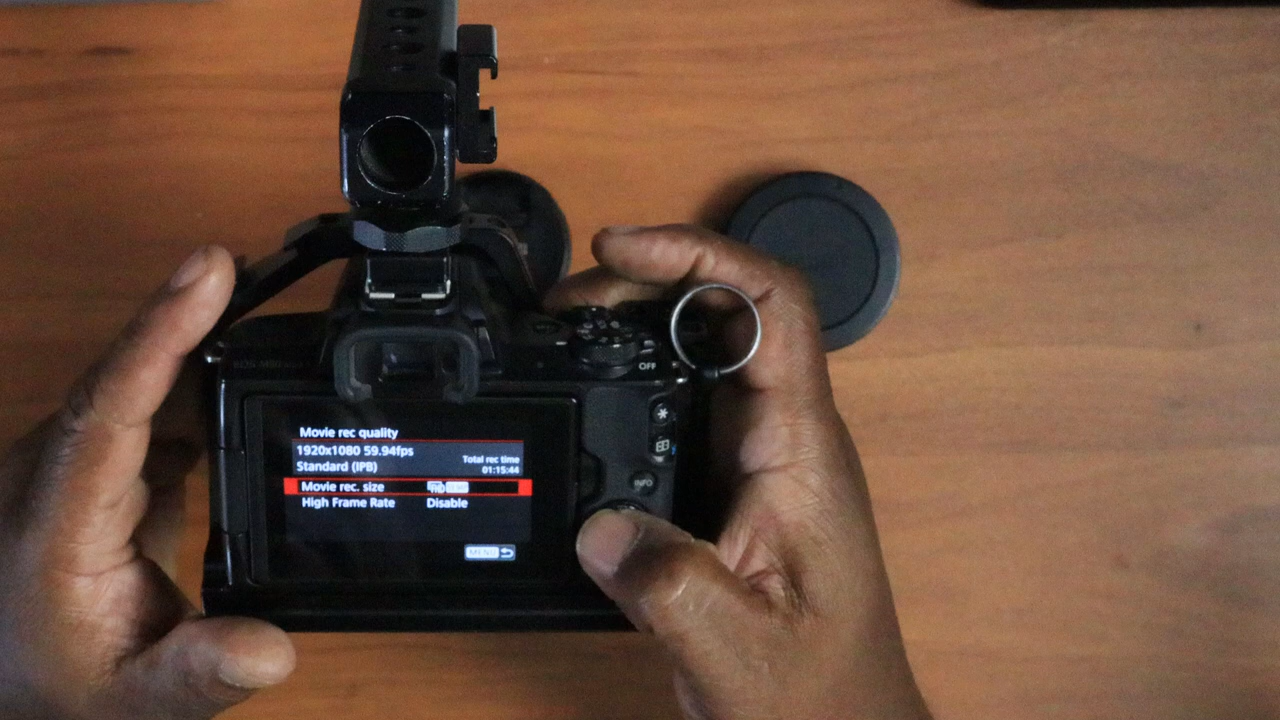 OFF
Movie rec quality
1920x1080 59.94fps
Standard (IPB)
Total rec time
01:15:44
Movie rec. size
High Frame Rate Disable
INFO
MENU